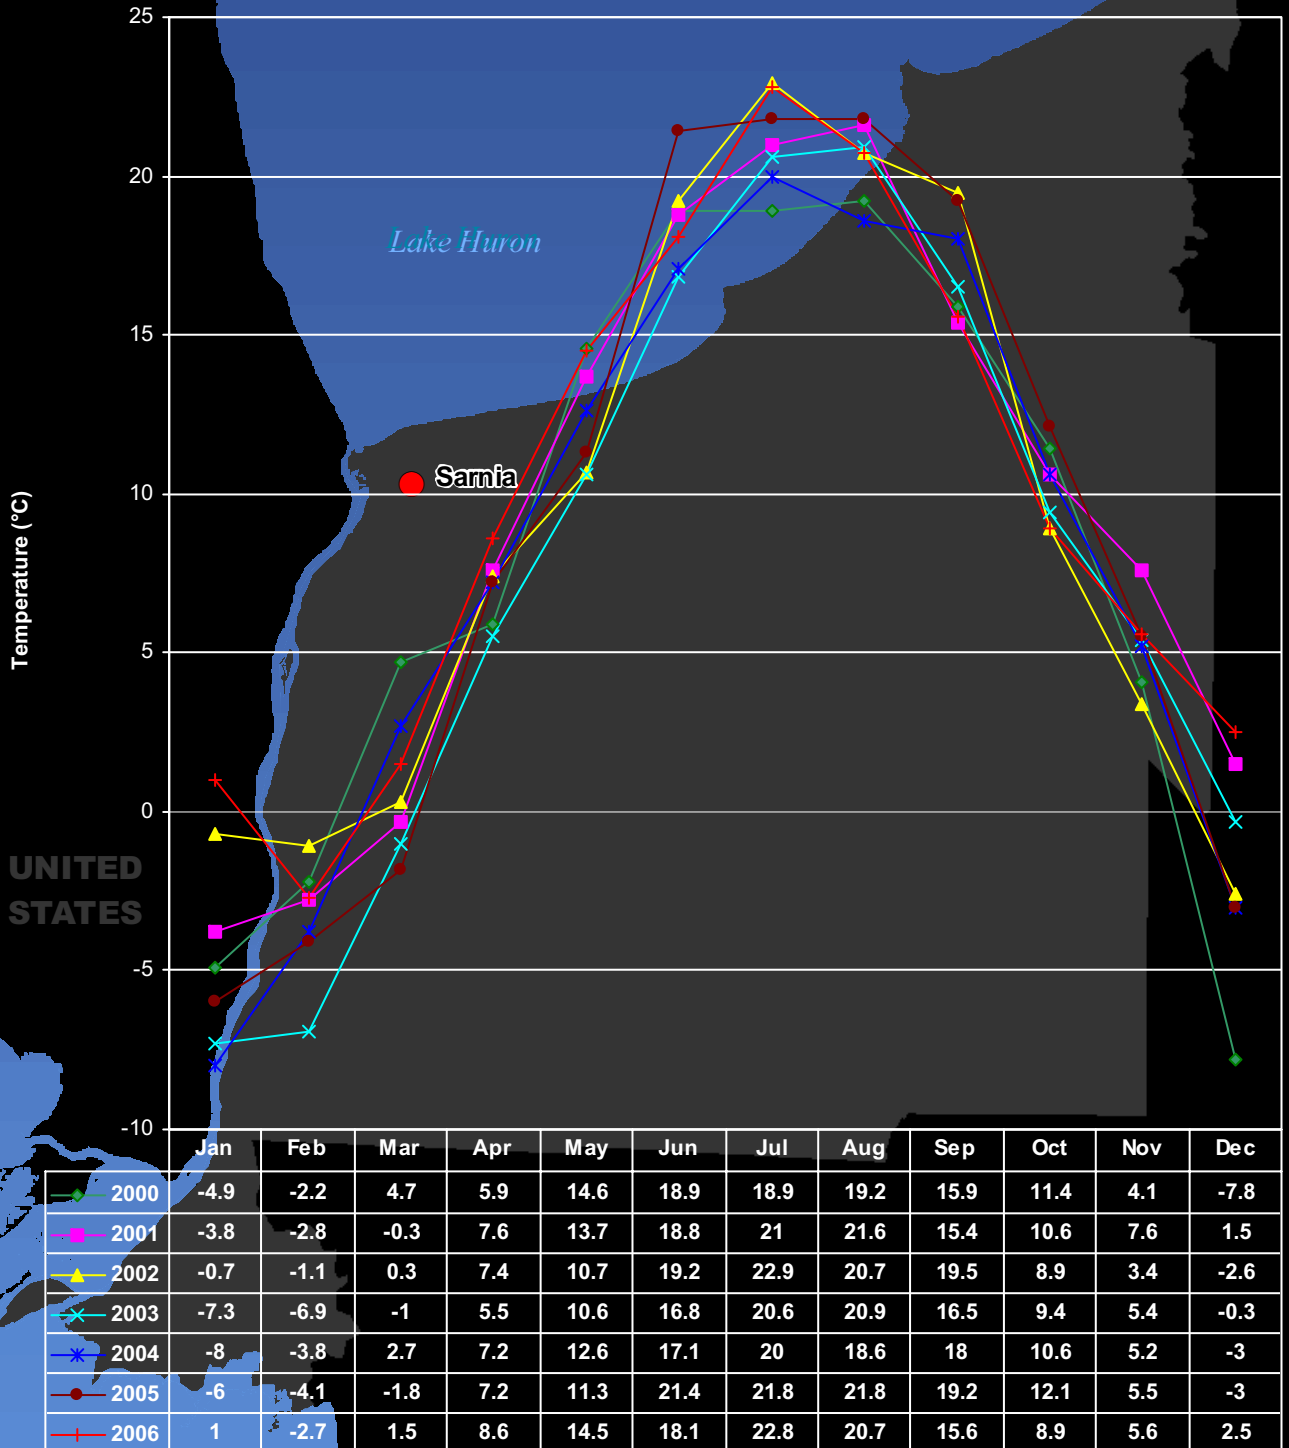 25
20
Lake Huron
15
Sarnia
10
Temperature (°C)
5
0
UNITED
STATES
-5
-10
Jan Feb Mar Apr May Jun Jul Aug Sep Oct Nov Dec
2000 -4.9 -2.2 4.7 5.9 14.6 18.9 18.9 19.2 15.9 11.4 4.1 -7.8
2001 -3.8 -2.8 -0.3 7.6 13.7 18.8 21 21.6 15.4 10.6 7.6 1.5
2002 -0.7 -1.1 0.3 7.4 10.7 19.2 22.9 20.7 19.5 8.9 3.4 -2.6
2003 -7.3 -6.9 -1 5.5 10.6 16.8 20.6 20.9 16.5 9.4 5.4 -0.3
2004 -8 -3.8 2.7 7.2 12.6 17.1 20 18.6 18 10.6 5.2 -3
2005 -6 -4.1 -1.8 7.2 11.3 21.4 21.8 21.8 19.2 12.1 5.5 -3
2006 1 -2.7 1.5 8.6 14.5 18.1 22.8 20.7 15.6 8.9 5.6 2.5